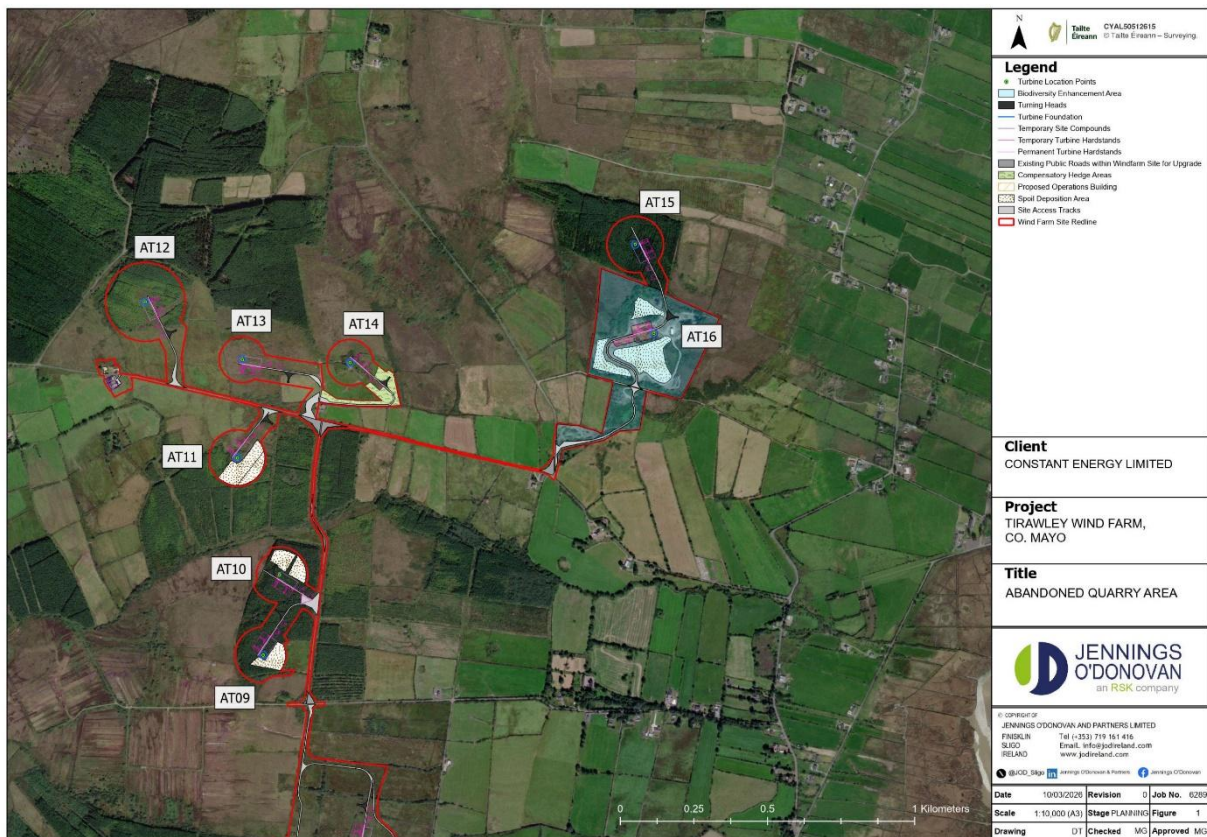 AT15
AT12
AT13
AT14
AT16
AT11
AT10
AT09
0 0.25 0.5 1 Kilometers
N
Tailte
Éireann
CYAL50512615
© Tailte Éireann – Surveying.
Legend
Turbine Location Points
Biodiversity Enhancement Area
Turning Heads
Turbine Foundation
Temporary Site Compounds
Temporary Turbine Hardstands
Permanent Turbine Hardstands
Existing Public Roads within Windfarm Site for Upgrade
Compensatory Hedge Areas
Proposed Operations Building
Spoil Deposition Area
Site Access Tracks
Wind Farm Site Redline
Client
CONSTANT ENERGY LIMITED
Project
TIRAWLEY WIND FARM,
CO. MAYO
Title
ABANDONED QUARRY AREA
JENNINGS
O'DONOVAN
an RSK company
© COPYRIGHT OF
JENNINGS O'DONOVAN AND PARTNERS LIMITED
FINISKLIN Tel (+353) 719 161 416
SLIGO Email. info@jodireland.com
IRELAND www.jodireland.com
@JOD_Sligo Jennings O'Donovan & Partners Jennings O'Donovan
Date 10/03/2026 Revision 0 Job No. 6289
Scale 1:10,000 (A3) Stage PLANNING Figure 1
Drawing DT Checked MG Approved MG